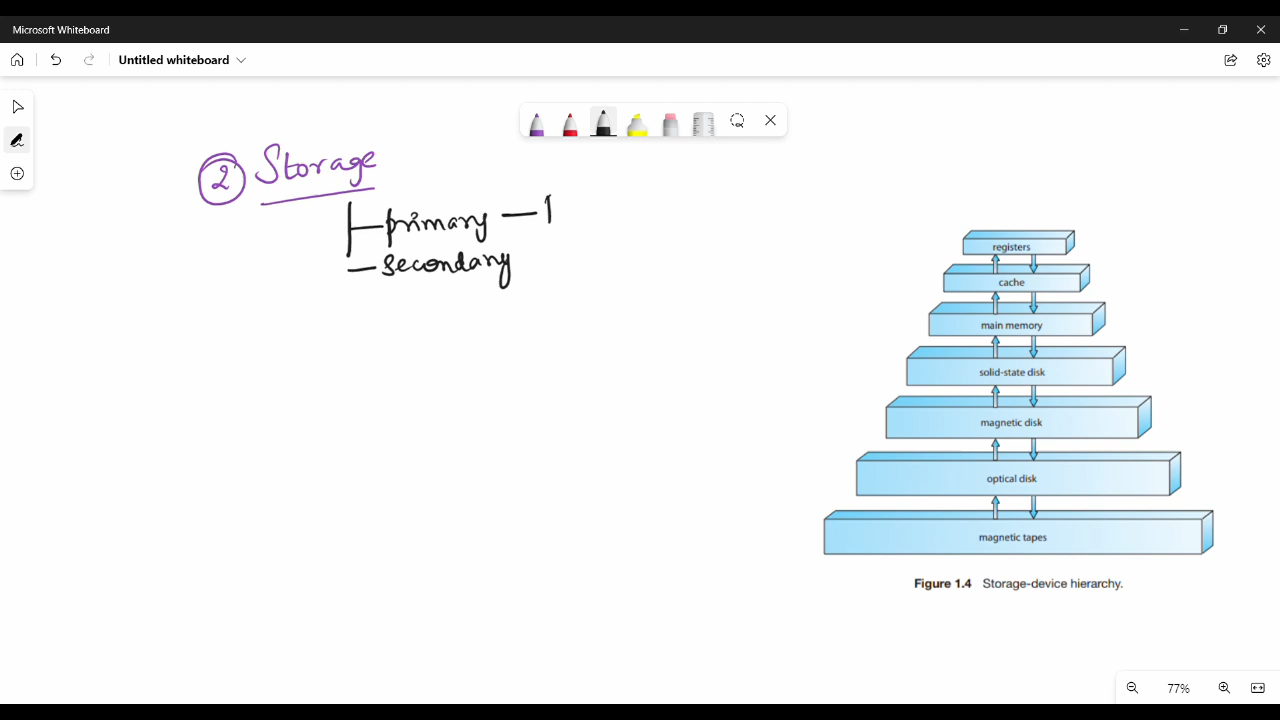 Microsoft Whiteboard
Untitled whiteboard
2 Storage
primary —
secondary
registers
cache
main memory
solid-state disk
magnetic disk
optical disk
magnetic tapes
Figure 1.4 Storage-device hierarchy.
77%